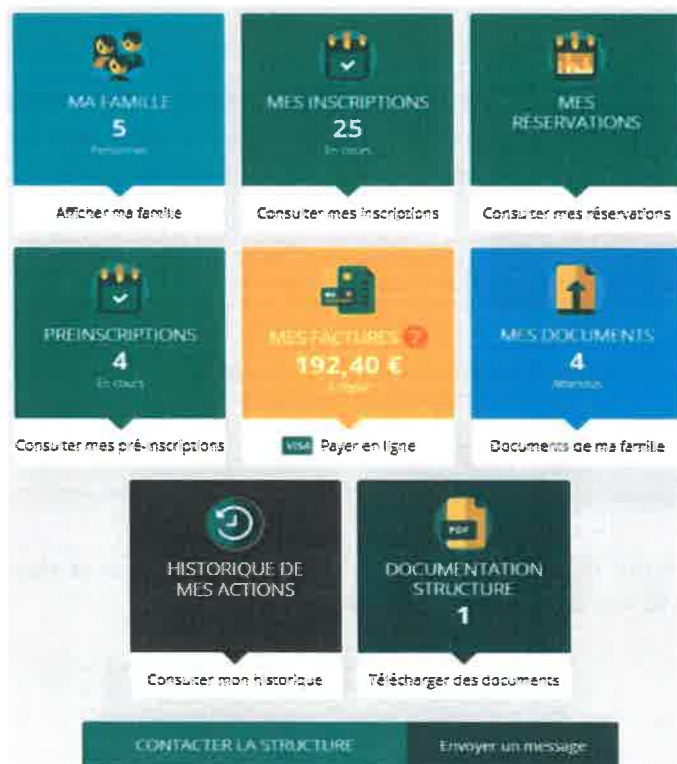 MA FAMILLE
5
Personnes
Afficher ma famille
MES INSCRIPTIONS
25
En cours
Consulter mes inscriptions
MES
RÉSERVATIONS
Consulter mes réservations
PREINSCRIPTIONS
4
En cours
Consulter mes pré-inscriptions
MES FACTURES ?
192,40 €
À régler
VISA Payer en ligne
MES DOCUMENTS
4
Attendus
Documents de ma famille
HISTORIQUE DE
MES ACTIONS
Consulter mon historique
PDF
DOCUMENTATION
STRUCTURE
1
Télécharger des documents
CONTACTER LA STRUCTURE
Envoyer un message